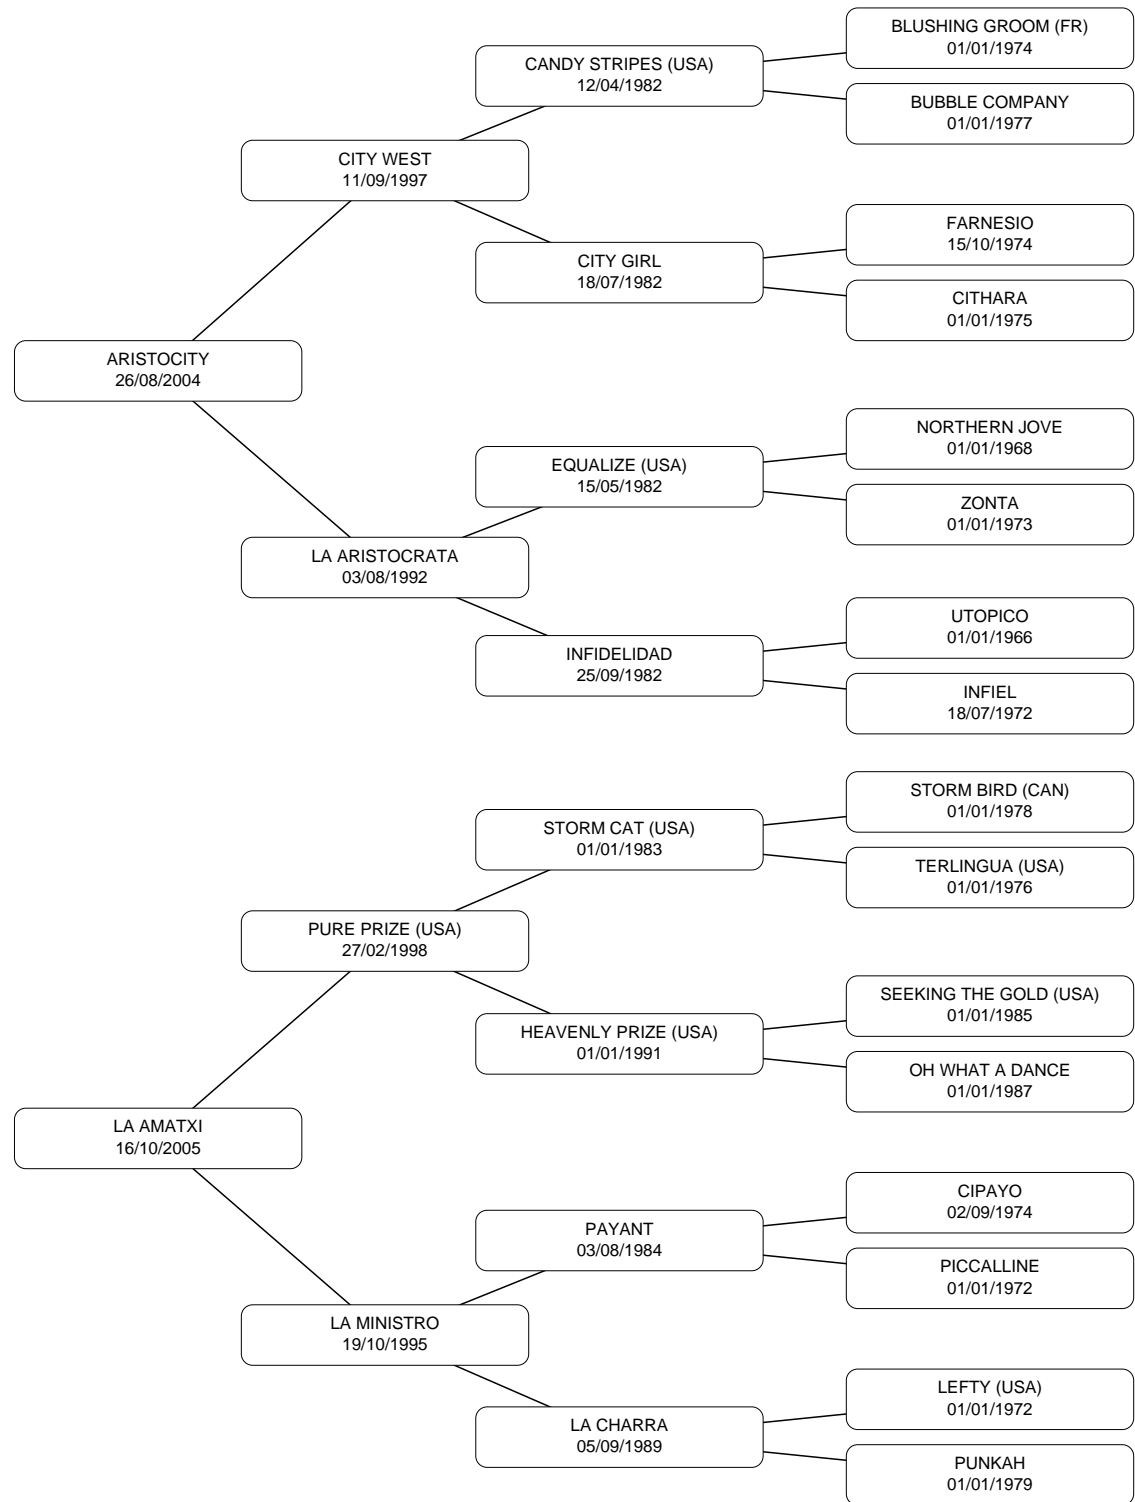 BLUSHING GROOM (FR)
01/01/1974
CANDY STRIPES (USA)
12/04/1982
BUBBLE COMPANY
01/01/1977
CITY WEST
11/09/1997
FARNESIO
15/10/1974
CITY GIRL
18/07/1982
CITHARA
01/01/1975
ARISTOCITY
26/08/2004
NORTHERN JOVE
01/01/1968
EQUALIZE (USA)
15/05/1982
ZONTA
01/01/1973
LA ARISTOCRATA
03/08/1992
UTOPICO
01/01/1966
INFIDELIDAD
25/09/1982
INFIEL
18/07/1972
STORM BIRD (CAN)
01/01/1978
STORM CAT (USA)
01/01/1983
TERLINGUA (USA)
01/01/1976
PURE PRIZE (USA)
27/02/1998
SEEKING THE GOLD (USA)
01/01/1985
HEAVENLY PRIZE (USA)
01/01/1991
OH WHAT A DANCE
01/01/1987
LA AMATXI
16/10/2005
CIPAYO
02/09/1974
PAYANT
03/08/1984
PICCALLINE
01/01/1972
LA MINISTRO
19/10/1995
LEFTY (USA)
01/01/1972
LA CHARRA
05/09/1989
PUNKAH
01/01/1979